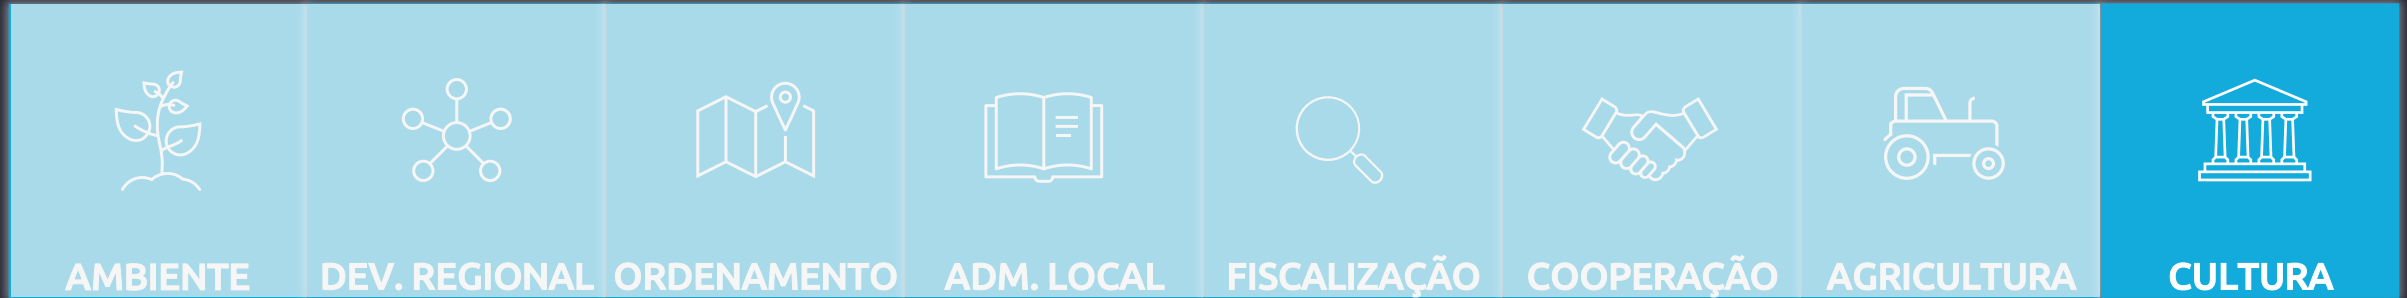 AMBIENTE
DEV. REGIONAL
ORDENAMENTO
ADM. LOCAL
FISCALIZAÇÃO
COOPERAÇÃO
AGRICULTURA
CULTURA